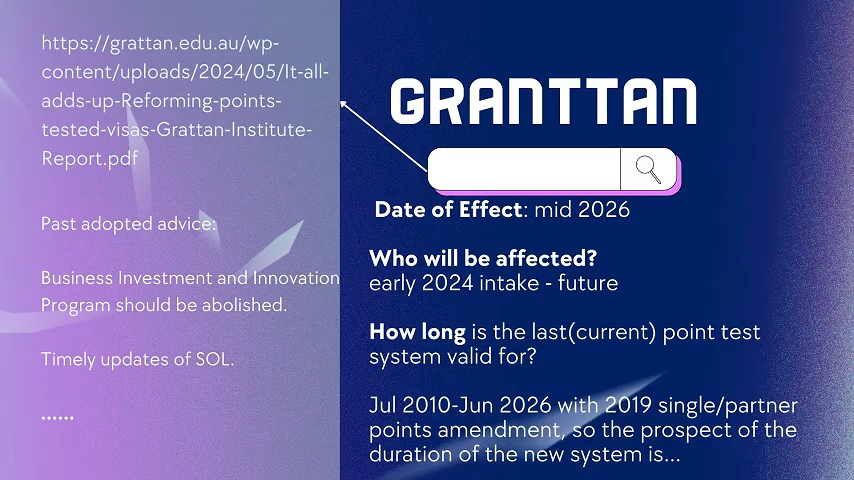 https://grattan.edu.au/wp-
content/uploads/2024/05/It-all-
adds-up-Reforming-points-
tested-visas-Grattan-Institute-
Report.pdf
Past adopted advice:
Business Investment and Innovation
Program should be abolished.
Timely updates of SOL.
......
GRANTTAN
Date of Effect: mid 2026
Who will be affected?
early 2024 intake - future
How long is the last(current) point test
system valid for?
Jul 2010-Jun 2026 with 2019 single/partner
points amendment, so the prospect of the
duration of the new system is...